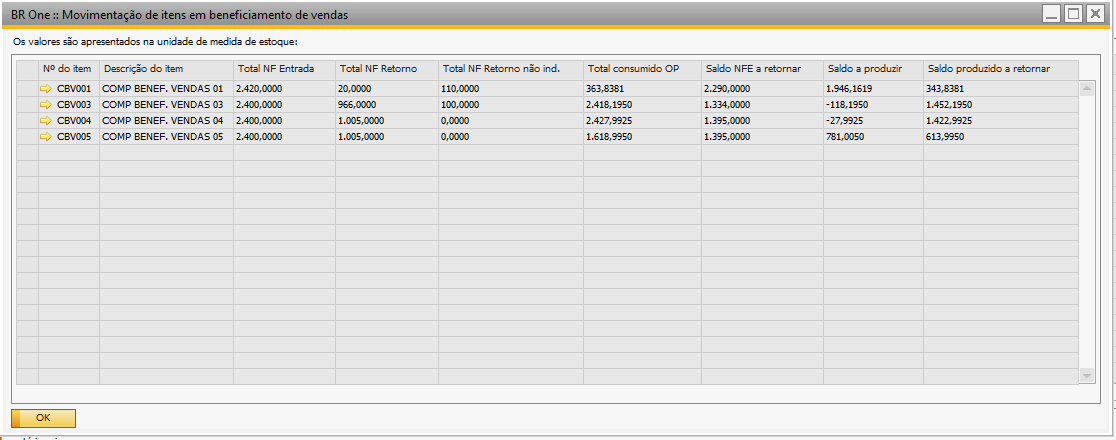 BR One :: Movimentação de itens em beneficiamento de vendas
Os valores são apresentados na unidade de medida de estoque:
Nº do item Descrição do item Total NF Entrada Total NF Retorno Total NF Retorno não ind. Total consumido OP Saldo NFE a retornar Saldo a produzir Saldo produzido a retornar
CBV001 COMP BENEF. VENDAS 01 2.420,0000 20,0000 110,0000 363,8381 2.290,0000 1.946,1619 343,8381
CBV003 COMP BENEF. VENDAS 03 2.400,0000 966,0000 100,0000 2.418,1950 1.334,0000 -118,1950 1.452,1950
CBV004 COMP BENEF. VENDAS 04 2.400,0000 1.005,0000 0,0000 2.427,9925 1.395,0000 -27,9925 1.422,9925
CBV005 COMP BENEF. VENDAS 05 2.400,0000 1.005,0000 0,0000 1.618,9950 1.395,0000 781,0050 613,9950
OK